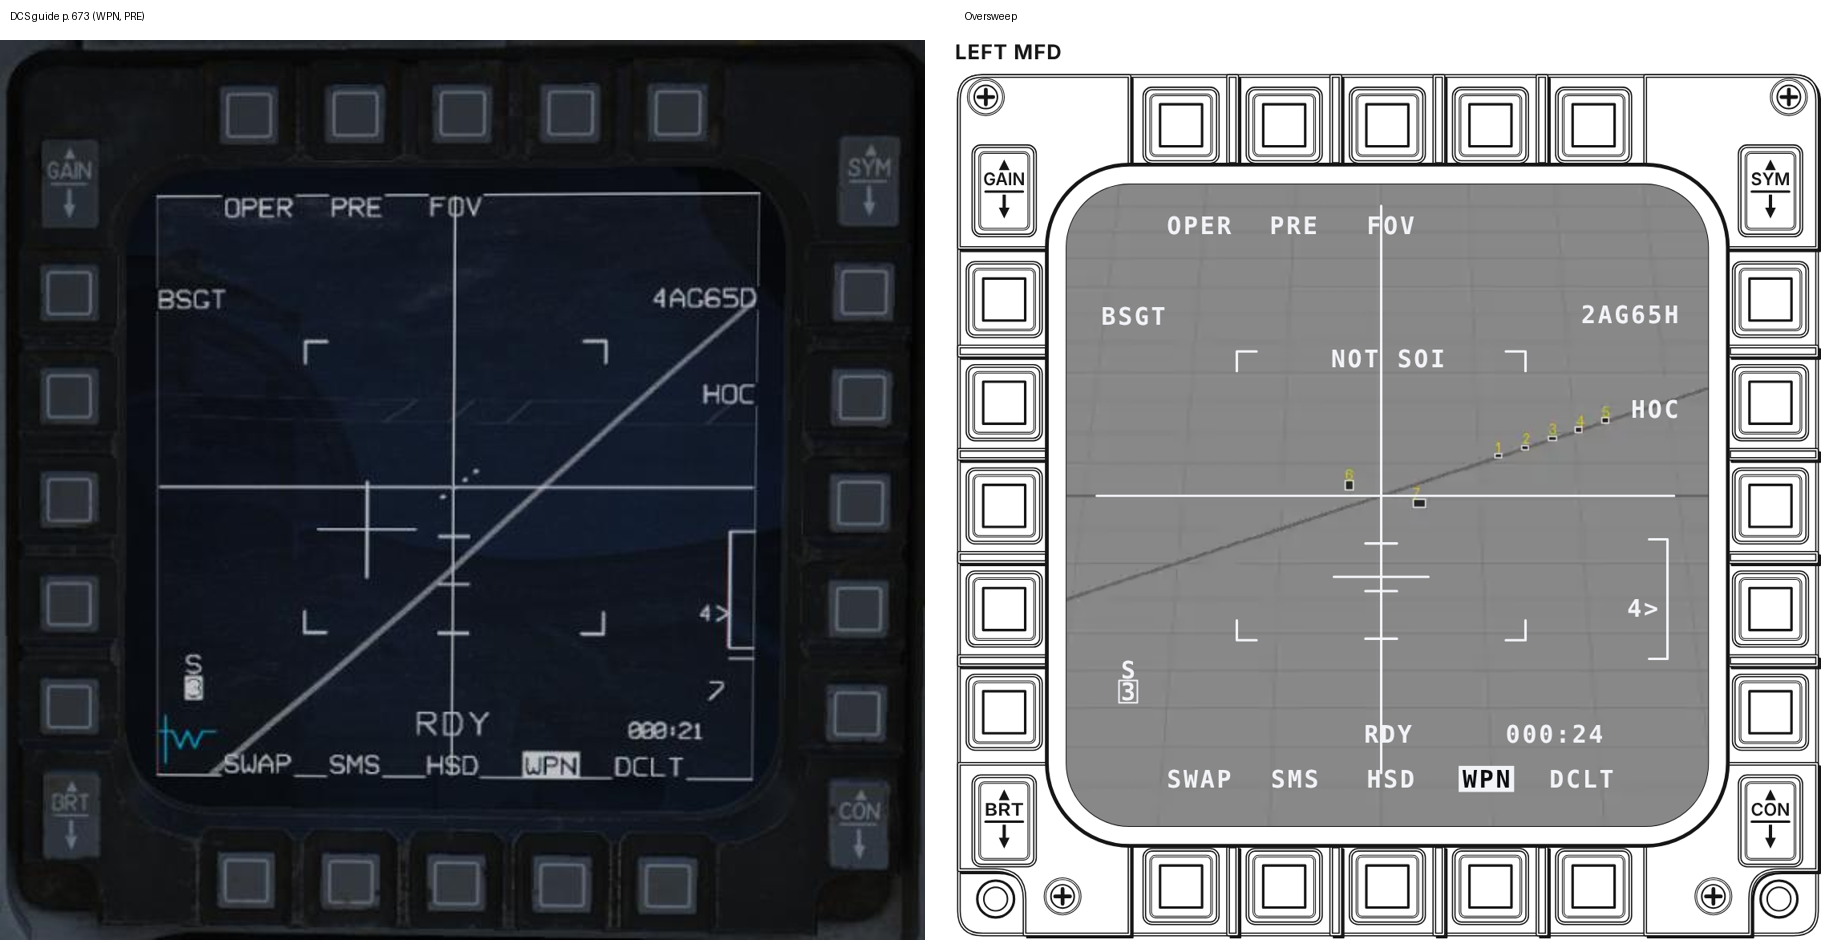 DCS guide p. 673 (WPN, PRE)
GAIN
SYM
OPER PRE FOV
BSGT
4AG65D
HOC
4>
S
3
7
RDY
000:21
SWAP SMS HSD WPN DCLT
BRT
CON
Oversweep
LEFT MFD
GAIN
SYM
OPER PRE FOV
BSGT
2AG65H
NOT SOI
HOC
1 2 3 4 5
6
7
4>
S
3
RDY
000:24
SWAP SMS HSD WPN DCLT
BRT
CON